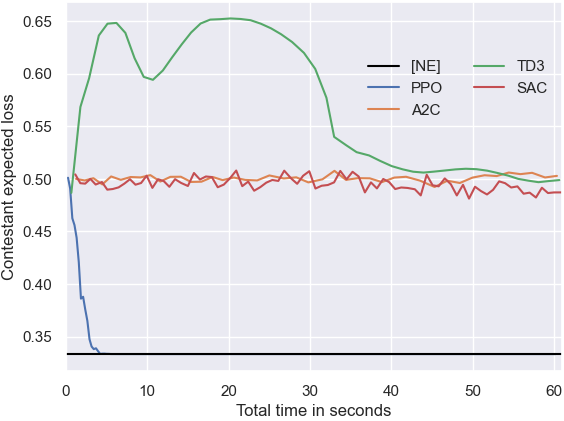 Contestant expected loss
0.65
0.60
0.55
0.50
0.45
0.40
0.35
[NE]
PPO
A2C
TD3
SAC
0 10 20 30 40 50 60
Total time in seconds